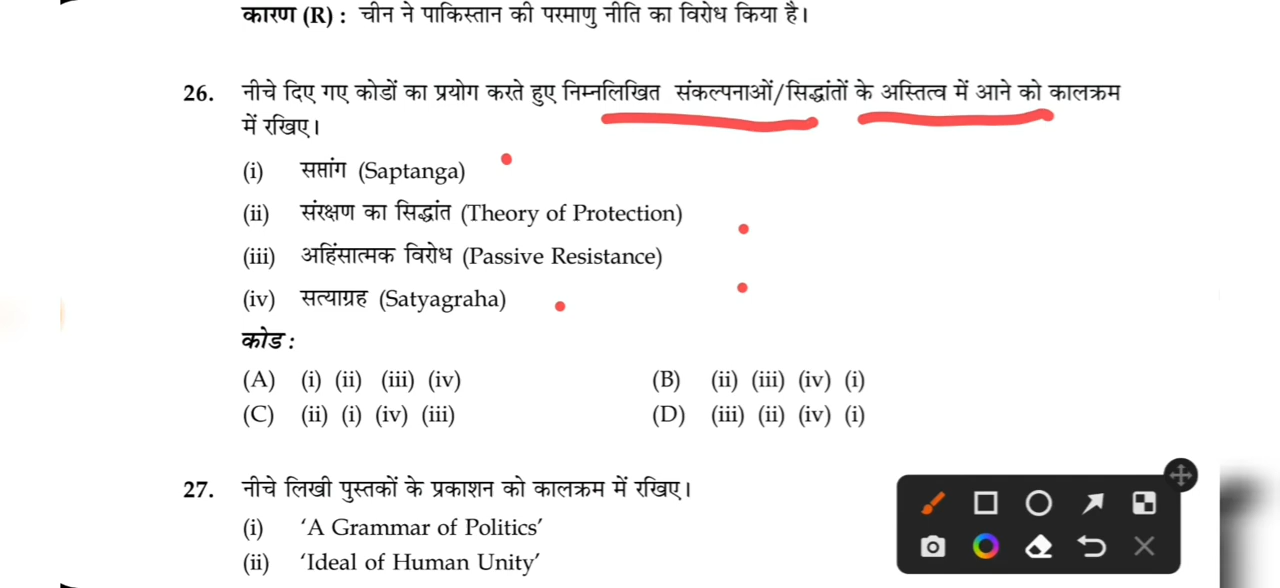 कारण (R) : चीन ने पाकिस्तान की परमाणु नीति का विरोध किया है।
26. नीचे दिए गए कोडों का प्रयोग करते हुए निम्नलिखित संकल्पनाओं/सिद्धांतों के अस्तित्व में आने को कालक्रम
में रखिए।
(i) सप्तांग (Saptanga)
(ii) संरक्षण का सिद्धांत (Theory of Protection)
(iii) अहिंसात्मक विरोध (Passive Resistance)
(iv) सत्याग्रह (Satyagraha)
कोड :
(A) (i) (ii) (iii) (iv) (B) (ii) (iii) (iv) (i)
(C) (ii) (i) (iv) (iii) (D) (iii) (ii) (iv) (i)
27. नीचे लिखी पुस्तकों के प्रकाशन को कालक्रम में रखिए।
(i) ‘A Grammar of Politics’
(ii) ‘Ideal of Human Unity’